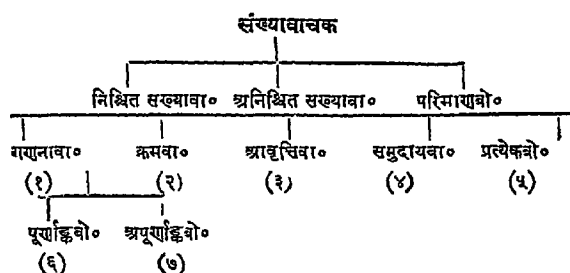 संख्यावाचक
निश्चित सख्यावा० अनिश्चित सख्यावा० परिमाणबो०
गणनावा० क्रमवा० आवृत्तिवा० समुदायवा० प्रत्येकबो०
(१) (२) (३) (४) (५)
पूर्णाङ्कबो० अपूर्णाङ्कबो०
(६) (७)